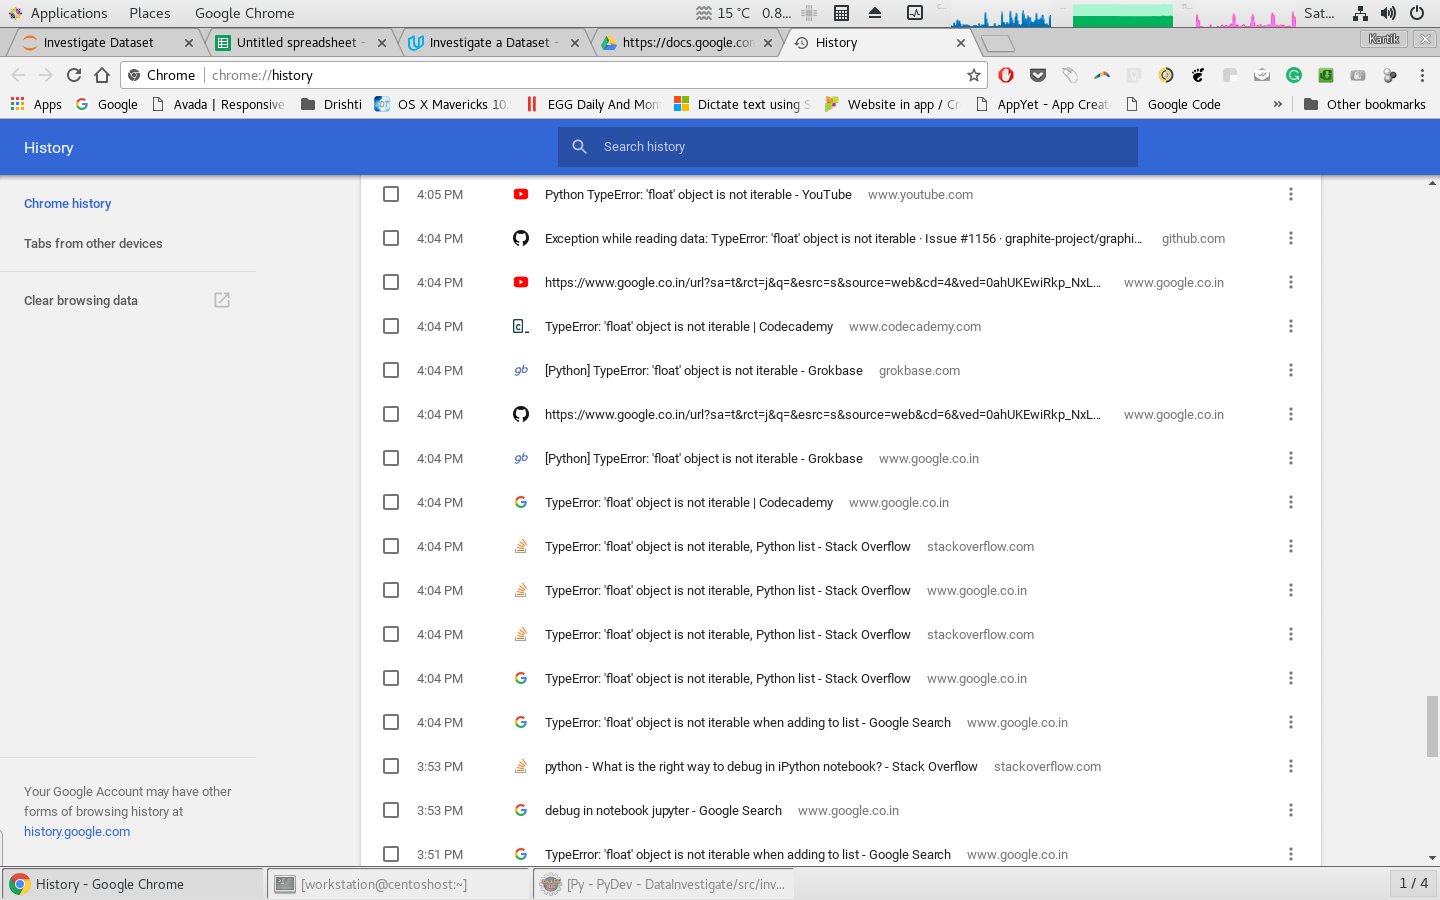 Applications Places Google Chrome 15 °C 0.8... Sat...
Investigate Dataset Untitled spreadsheet - Investigate a Dataset - https://docs.google.con History Kartik
Chrome chrome://history
Apps Google Avada | Responsive Drishti OS X Mavericks 10. EGG Daily And Mon Dictate text using S Website in app / Cr AppYet - App Creat Google Code » Other bookmarks
History Search history
Chrome history
Tabs from other devices
Clear browsing data
4:05 PM Python TypeError: 'float' object is not iterable - YouTube www.youtube.com
4:04 PM Exception while reading data: TypeError: 'float' object is not iterable · Issue #1156 · graphite-project/graphi... github.com
4:04 PM https://www.google.co.in/url?sa=t&rct=j&q=&esrc=s&source=web&cd=4&ved=0ahUKEwiRkp_NxL... www.google.co.in
4:04 PM TypeError: 'float' object is not iterable | Codecademy www.codecademy.com
4:04 PM gb [Python] TypeError: 'float' object is not iterable - Grokbase grokbase.com
4:04 PM https://www.google.co.in/url?sa=t&rct=j&q=&esrc=s&source=web&cd=6&ved=0ahUKEwiRkp_NxL... www.google.co.in
4:04 PM gb [Python] TypeError: 'float' object is not iterable - Grokbase www.google.co.in
4:04 PM TypeError: 'float' object is not iterable | Codecademy www.google.co.in
4:04 PM TypeError: 'float' object is not iterable, Python list - Stack Overflow stackoverflow.com
4:04 PM TypeError: 'float' object is not iterable, Python list - Stack Overflow www.google.co.in
4:04 PM TypeError: 'float' object is not iterable, Python list - Stack Overflow stackoverflow.com
4:04 PM TypeError: 'float' object is not iterable, Python list - Stack Overflow www.google.co.in
4:04 PM TypeError: 'float' object is not iterable when adding to list - Google Search www.google.co.in
3:53 PM python - What is the right way to debug in iPython notebook? - Stack Overflow stackoverflow.com
3:53 PM debug in notebook jupyter - Google Search www.google.co.in
3:51 PM TypeError: 'float' object is not iterable when adding to list - Google Search www.google.co.in
Your Google Account may have other
forms of browsing history at
history.google.com
History - Google Chrome [workstation@centoshost:~] [Py - PyDev - DataInvestigate/src/inv... 1 / 4